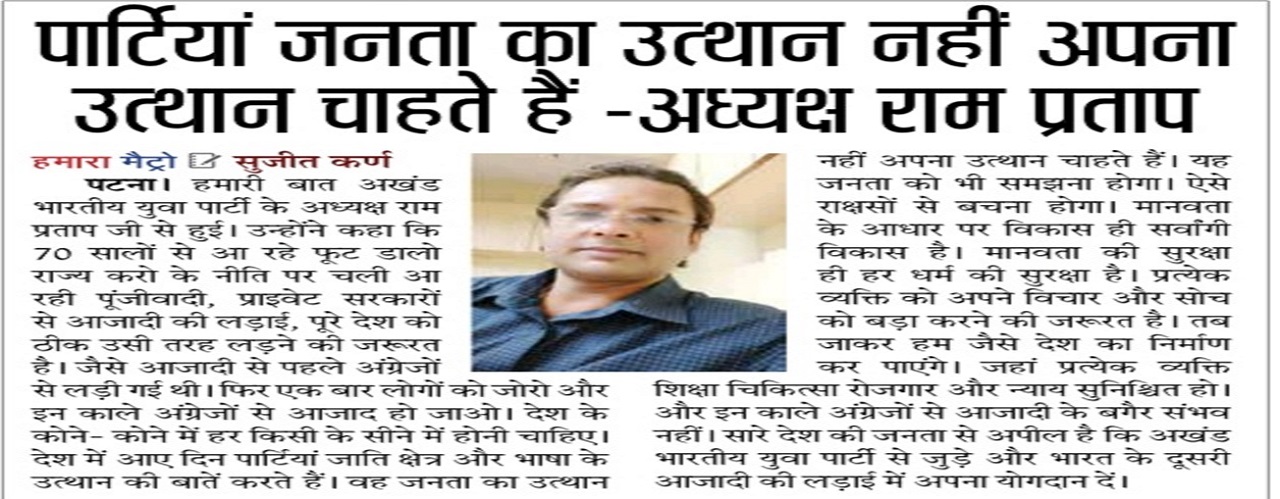 पार्टियां जनता का उत्थान नहीं अपना
उत्थान चाहते हैं -अध्यक्ष राम प्रताप
हमारा मैट्रो सुजीत कर्ण
पटना। हमारी बात अखंड
भारतीय युवा पार्टी के अध्यक्ष राम
प्रताप जी से हुई। उन्होंने कहा कि
70 सालों से आ रहे फूट डालो
राज्य करो के नीति पर चली आ
रही पूंजीवादी, प्राइवेट सरकारों
से आजादी की लड़ाई, पूरे देश को
ठीक उसी तरह लड़ने की जरूरत
है। जैसे आजादी से पहले अंग्रेजों
से लड़ी गई थी। फिर एक बार लोगों को जोरो और
इन काले अंग्रेजों से आजाद हो जाओ। देश के
कोने- कोने में हर किसी के सीने में होनी चाहिए।
देश में आए दिन पार्टियां जाति क्षेत्र और भाषा के
उत्थान की बातें करते हैं। वह जनता का उत्थान
नहीं अपना उत्थान चाहते हैं। यह
जनता को भी समझना होगा। ऐसे
राक्षसों से बचना होगा। मानवता
के आधार पर विकास ही सर्वांगी
विकास है। मानवता की सुरक्षा
ही हर धर्म की सुरक्षा है। प्रत्येक
व्यक्ति को अपने विचार और सोच
को बड़ा करने की जरूरत है। तब
जाकर हम जैसे देश का निर्माण
कर पाएंगे। जहां प्रत्येक व्यक्ति
शिक्षा चिकित्सा रोजगार और न्याय सुनिश्चित हो।
और इन काले अंग्रेजों से आजादी के बगैर संभव
नहीं। सारे देश की जनता से अपील है कि अखंड
भारतीय युवा पार्टी से जुड़े और भारत के दूसरी
आजादी की लड़ाई में अपना योगदान दें।